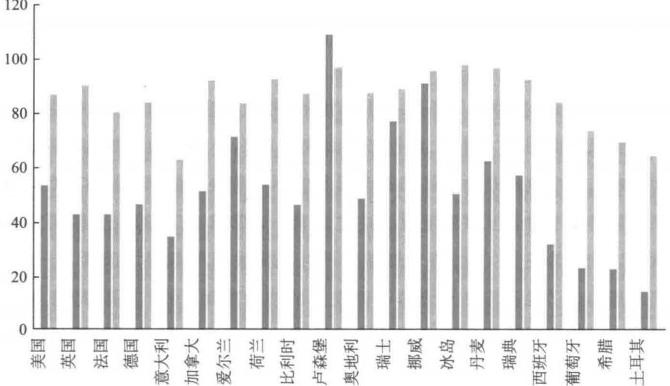 120
100
80
60
40
20
0
美国
英国
法国
德国
意大利
加拿大
爱尔兰
荷兰
比利时
卢森堡
奥地利
瑞士
挪威
冰岛
丹麦
瑞典
西班牙
葡萄牙
希腊
土耳其